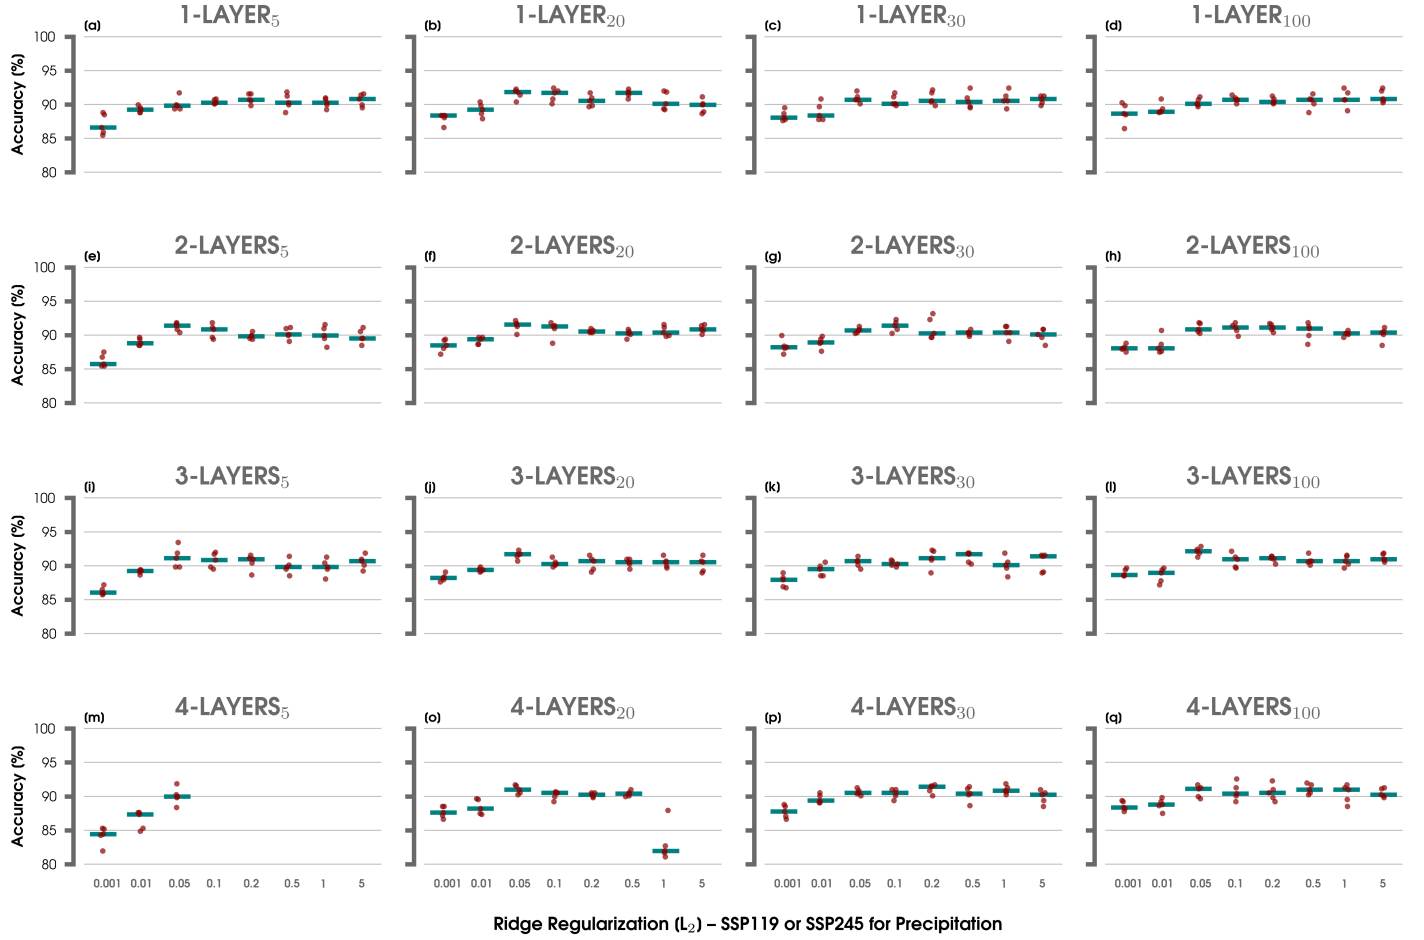 1-LAYER5 1-LAYER20 1-LAYER30 1-LAYER100
(a) (b) (c) (d)
100
95
90
85
80
Accuracy (%)
2-LAYERS5 2-LAYERS20 2-LAYERS30 2-LAYERS100
(e) (f) (g) (h)
100
95
90
85
80
Accuracy (%)
3-LAYERS5 3-LAYERS20 3-LAYERS30 3-LAYERS100
(i) (j) (k) (l)
100
95
90
85
80
Accuracy (%)
4-LAYERS5 4-LAYERS20 4-LAYERS30 4-LAYERS100
(m) (o) (p) (q)
100
95
90
85
80
Accuracy (%)
0.001 0.01 0.05 0.1 0.2 0.5 1 5 0.001 0.01 0.05 0.1 0.2 0.5 1 5 0.001 0.01 0.05 0.1 0.2 0.5 1 5 0.001 0.01 0.05 0.1 0.2 0.5 1 5
Ridge Regularization (L2) – SSP119 or SSP245 for Precipitation